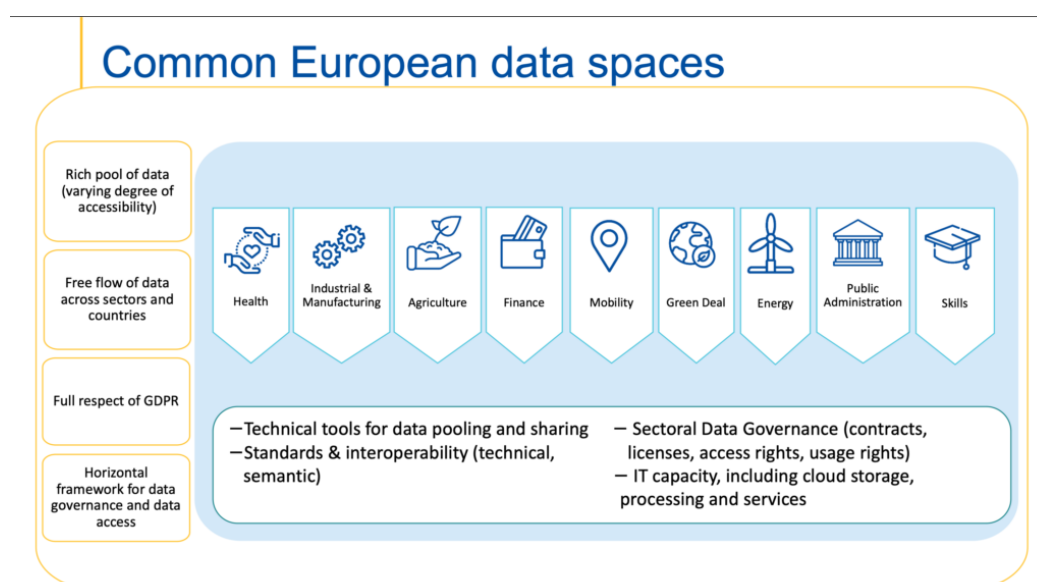 Common European data spaces
Rich pool of data
(varying degree of
accessibility)
Free flow of data
across sectors and
countries
Full respect of GDPR
Horizontal
framework for data
governance and data
access
Health
Industrial &
Manufacturing
Agriculture
Finance
Mobility
Green Deal
Energy
Public
Administration
Skills
–Technical tools for data pooling and sharing
–Standards & interoperability (technical,
semantic)
– Sectoral Data Governance (contracts,
licenses, access rights, usage rights)
– IT capacity, including cloud storage,
processing and services